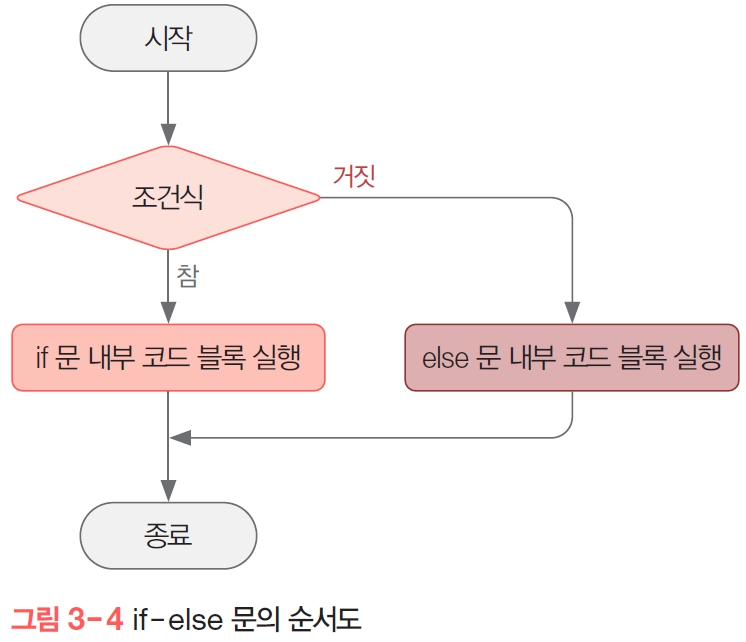 시작
조건식
거짓
참
if 문 내부 코드 블록 실행
else 문 내부 코드 블록 실행
종료
그림 3-4 if-else 문의 순서도